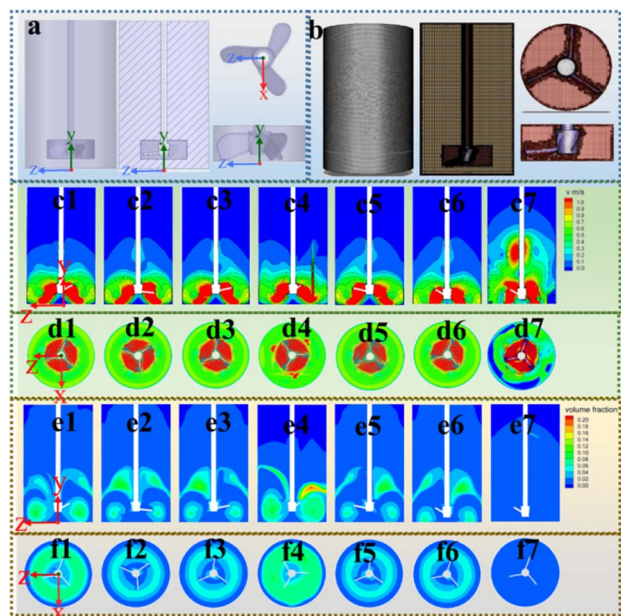 a
b
z
x
y
z
y
z
y
z
c1 c2 c3 c4 c5 c6 c7
y
z
v m/s
1.0
0.9
0.8
0.7
0.6
0.5
0.4
0.3
0.2
0.1
0.0
d1 d2 d3 d4 d5 d6 d7
z
x
e1 e2 e3 e4 e5 e6 e7
y
z
volume fraction
0.20
0.18
0.16
0.14
0.12
0.10
0.08
0.06
0.04
0.02
0.00
f1 f2 f3 f4 f5 f6 f7
z
x